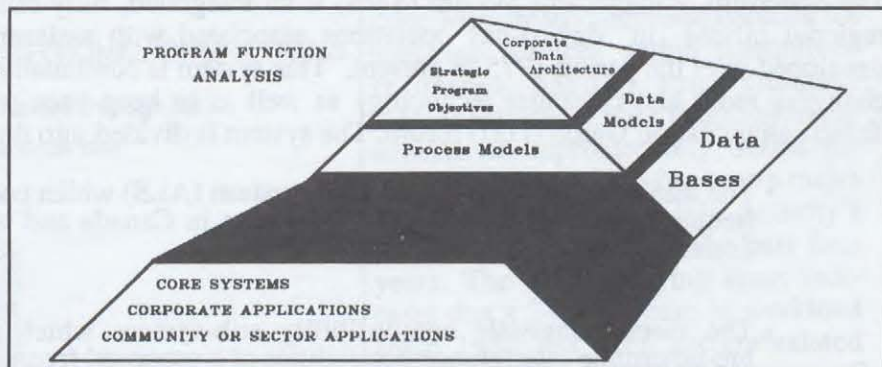 PROGRAM FUNCTION
ANALYSIS
Strategic
Program
Objectives
Corporate
Data
Architecture
Process Models
Data
Models
Data
Bases
CORE SYSTEMS
CORPORATE APPLICATIONS
COMMUNITY OR SECTOR APPLICATIONS